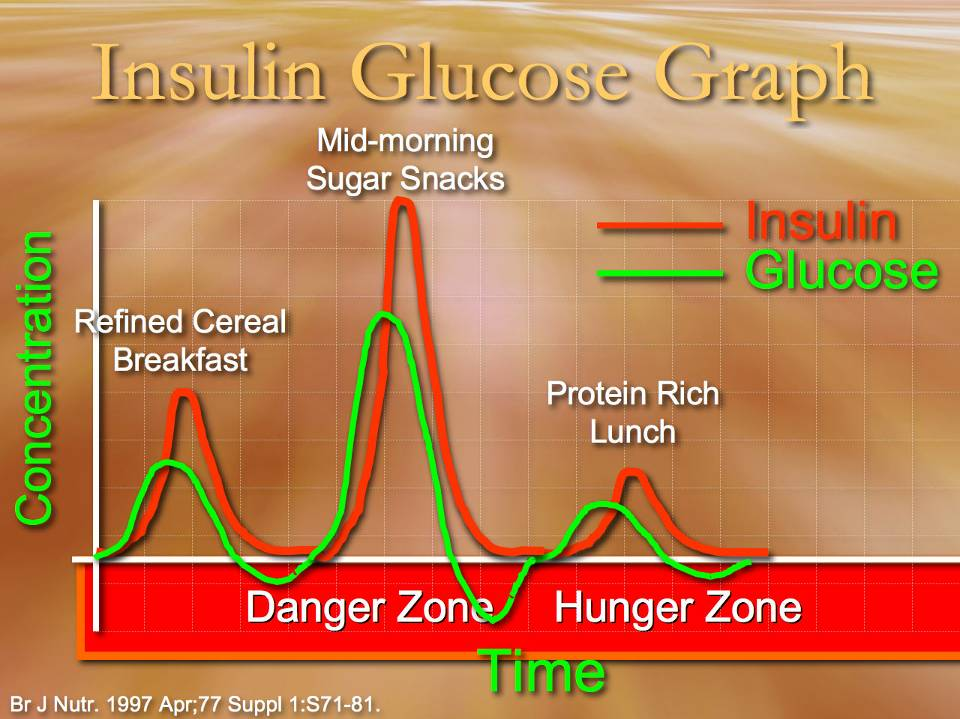 Insulin Glucose Graph
Mid-morning
Sugar Snacks
Insulin
Glucose
Refined Cereal
Breakfast
Protein Rich
Lunch
Concentration
Danger Zone
Hunger Zone
Time
Br J Nutr. 1997 Apr;77 Suppl 1:S71-81.